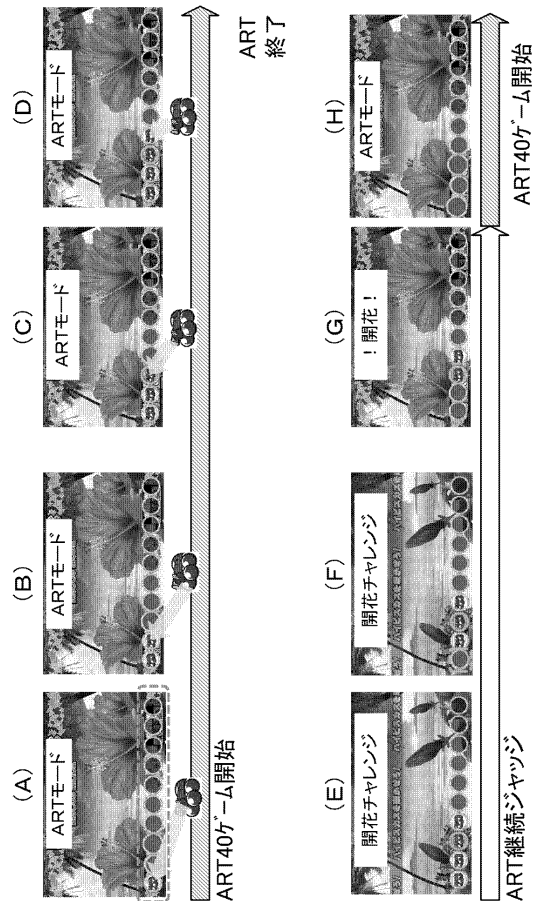 (A)
ARTモード
(B)
ARTモード
(C)
ARTモード
(D)
ARTモード
ART40ゲーム開始
ART
終了
(E)
開花チャレンジ
(F)
開花チャレンジ
(G)
！開花！
(H)
ARTモード
ART継続ジャッジ
ART40ゲーム開始